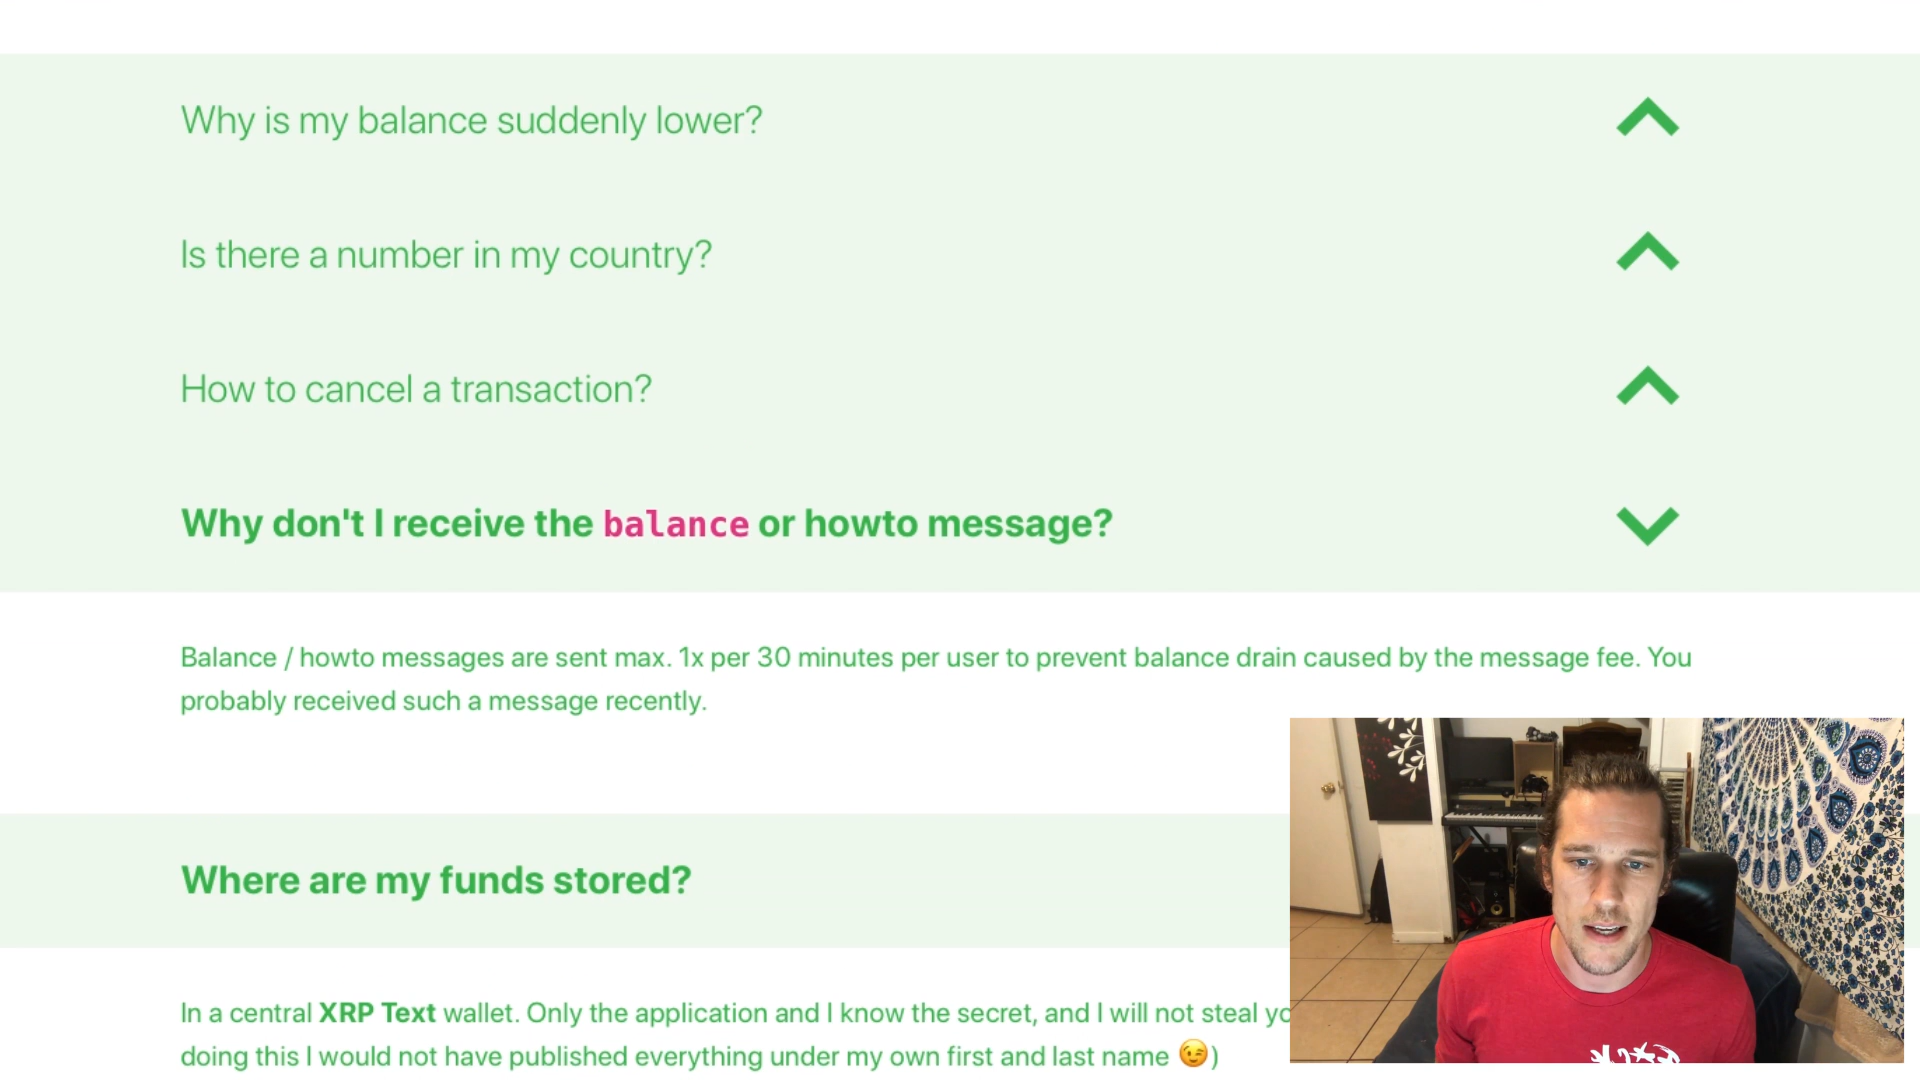 Why is my balance suddenly lower?
Is there a number in my country?
How to cancel a transaction?
Why don't I receive the balance or howto message?
Balance / howto messages are sent max. 1x per 30 minutes per user to prevent balance drain caused by the message fee. You
probably received such a message recently.
Where are my funds stored?
In a central XRP Text wallet. Only the application and I know the secret, and I will not steal
doing this I would not have published everything under my own first and last name 😉)